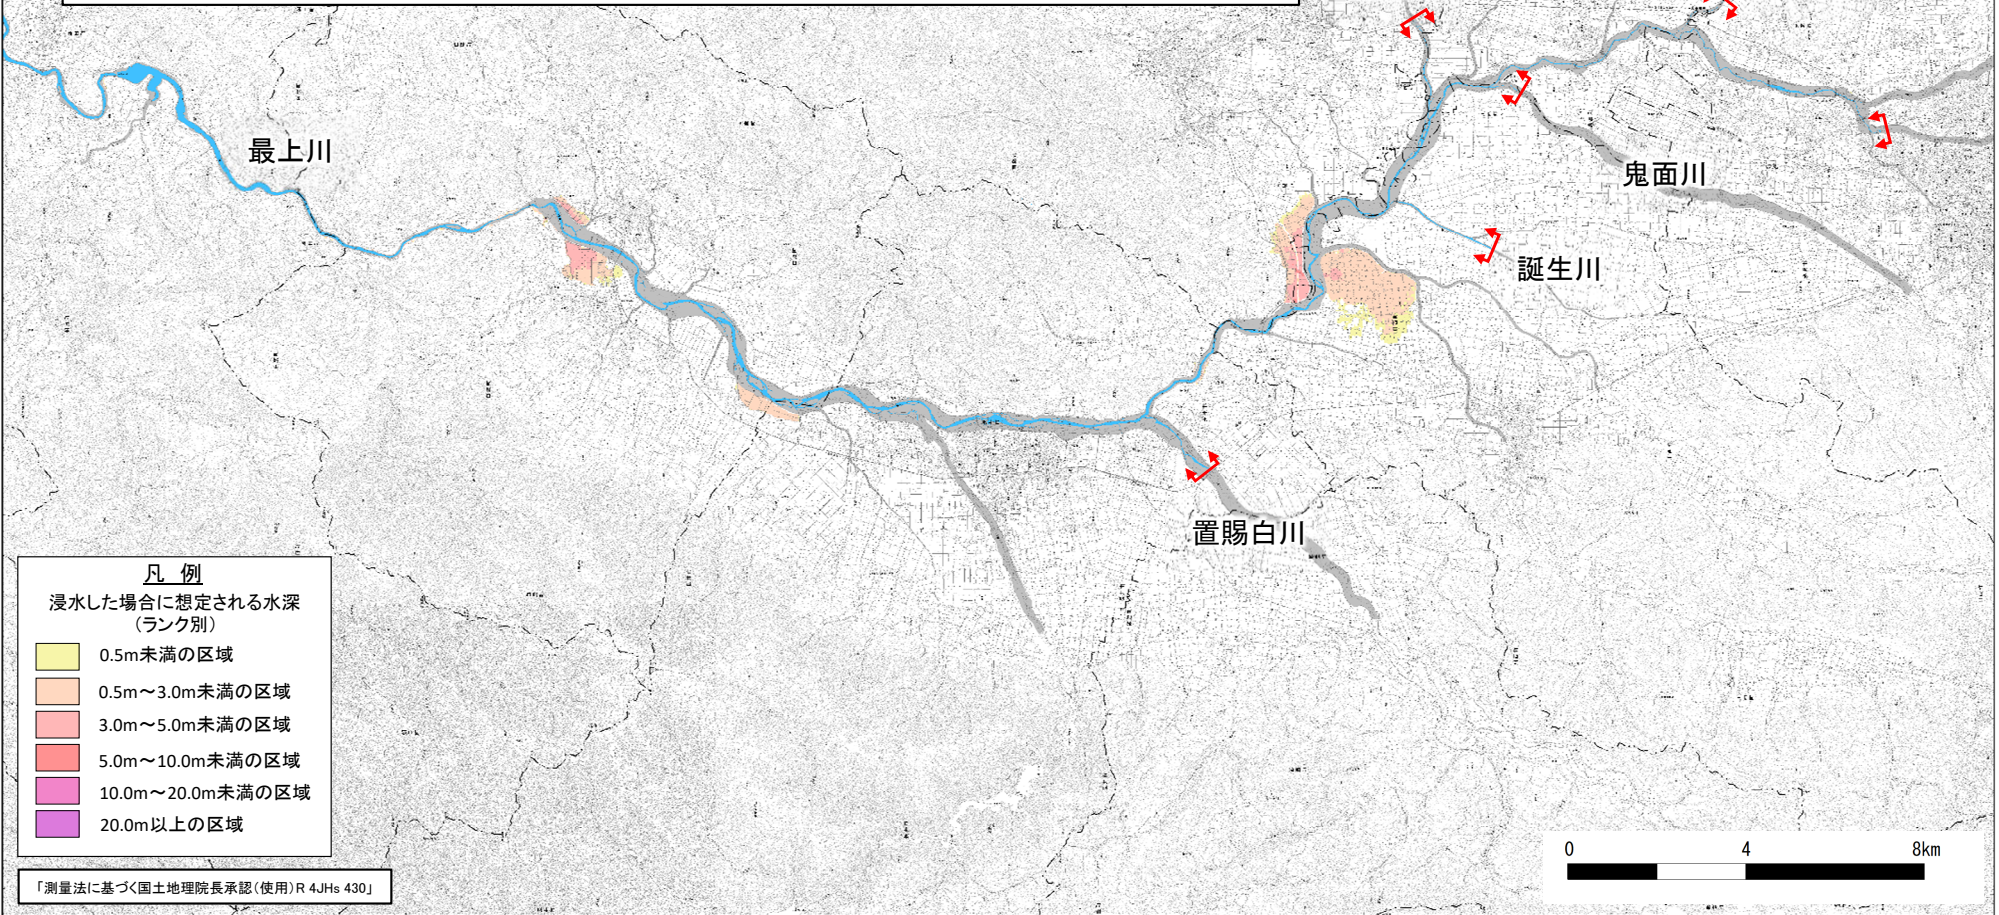 最上川
鬼面川
誕生川
置賜白川
凡 例
浸水した場合に想定される水深
（ランク別）
0.5m未満の区域
0.5m～3.0m未満の区域
3.0m～5.0m未満の区域
5.0m～10.0m未満の区域
10.0m～20.0m未満の区域
20.0m以上の区域
「測量法に基づく国土地理院長承認（使用）R 4JHs 430」
0 4 8km